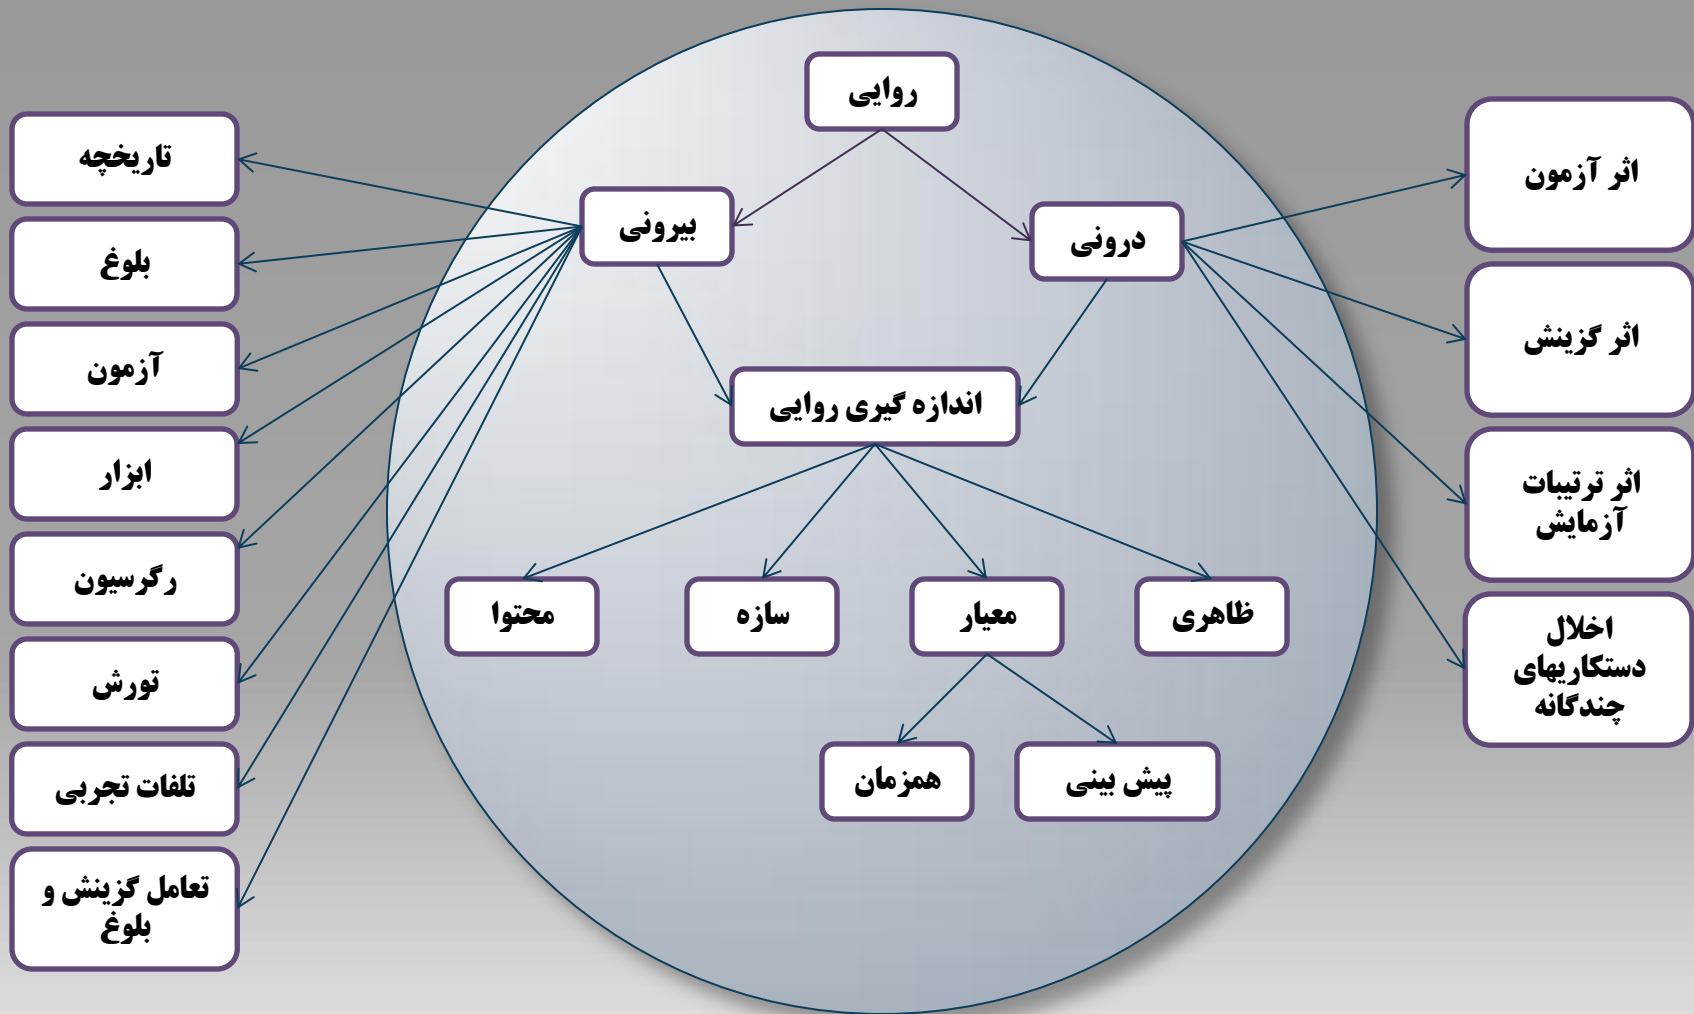 روایی
درونی
بیرونی
اندازه گیری روایی
ظاهری
معیار
سازه
محتوا
پیش بینی
همزمان
اثر آزمون
اثر گزینش
اثر ترتیبات
آزمایش
اخلال
دستکاریهای
چندگانه
تاریخچه
بلوغ
آزمون
ابزار
رگرسیون
تورش
تلفات تجربی
تعامل گزینش و
بلوغ